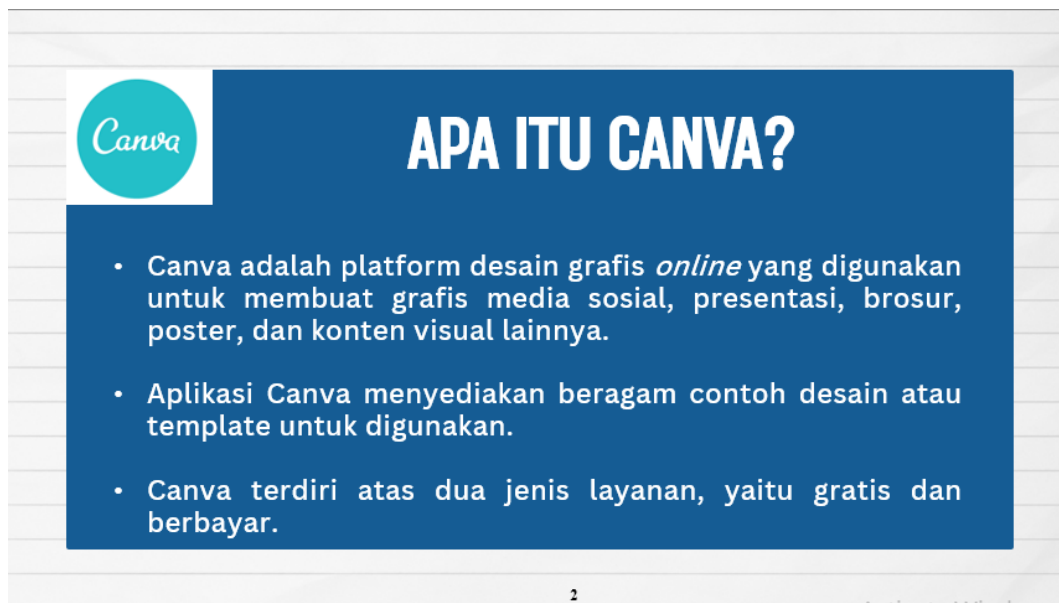 Canva
APA ITU CANVA?
• Canva adalah platform desain grafis online yang digunakan
untuk membuat grafis media sosial, presentasi, brosur,
poster, dan konten visual lainnya.
• Aplikasi Canva menyediakan beragam contoh desain atau
template untuk digunakan.
• Canva terdiri atas dua jenis layanan, yaitu gratis dan
berbayar.
2